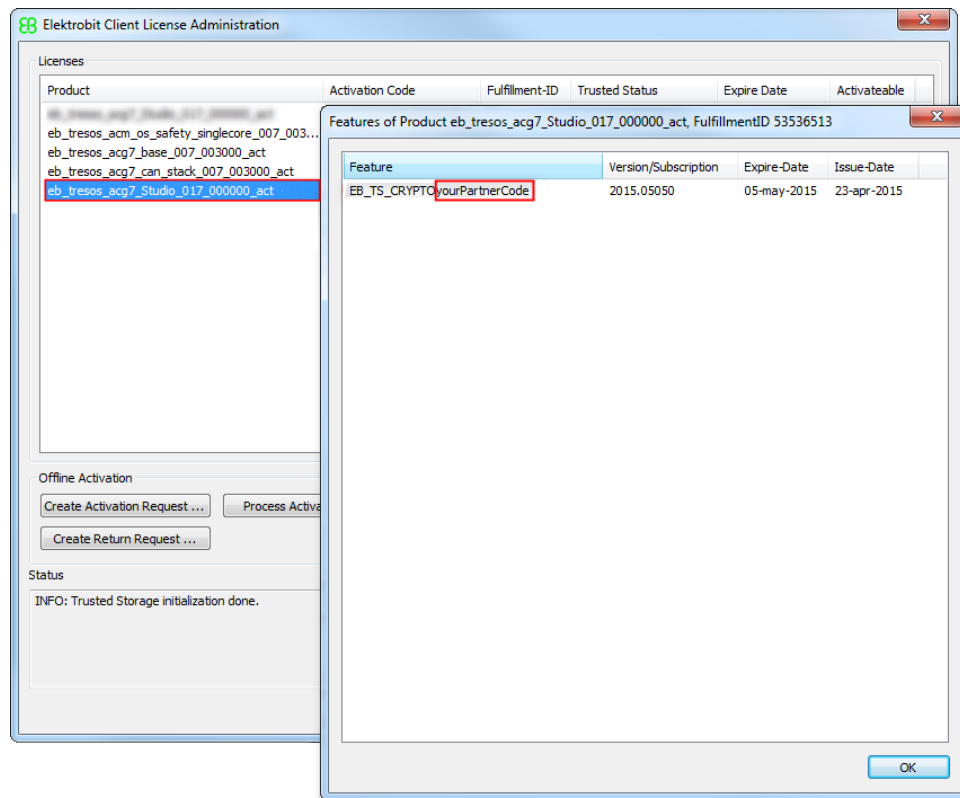 Elektrobit Client License Administration
Licenses
Product Activation Code Fulfillment-ID Trusted Status Expire Date Activateable
eb_tresos_acm_os_safety_singlecore_007_003...
eb_tresos_acg7_base_007_003000_act
eb_tresos_acg7_can_stack_007_003000_act
eb_tresos_acg7_Studio_017_000000_act
Offline Activation
Create Activation Request ... Process Activa
Create Return Request ...
Status
INFO: Trusted Storage initialization done.
Features of Product eb_tresos_acg7_Studio_017_000000_act, FulfillmentID 53536513
Feature Version/Subscription Expire-Date Issue-Date
EB_TS_CRYPTOyourPartnerCode 2015.05050 05-may-2015 23-apr-2015
OK